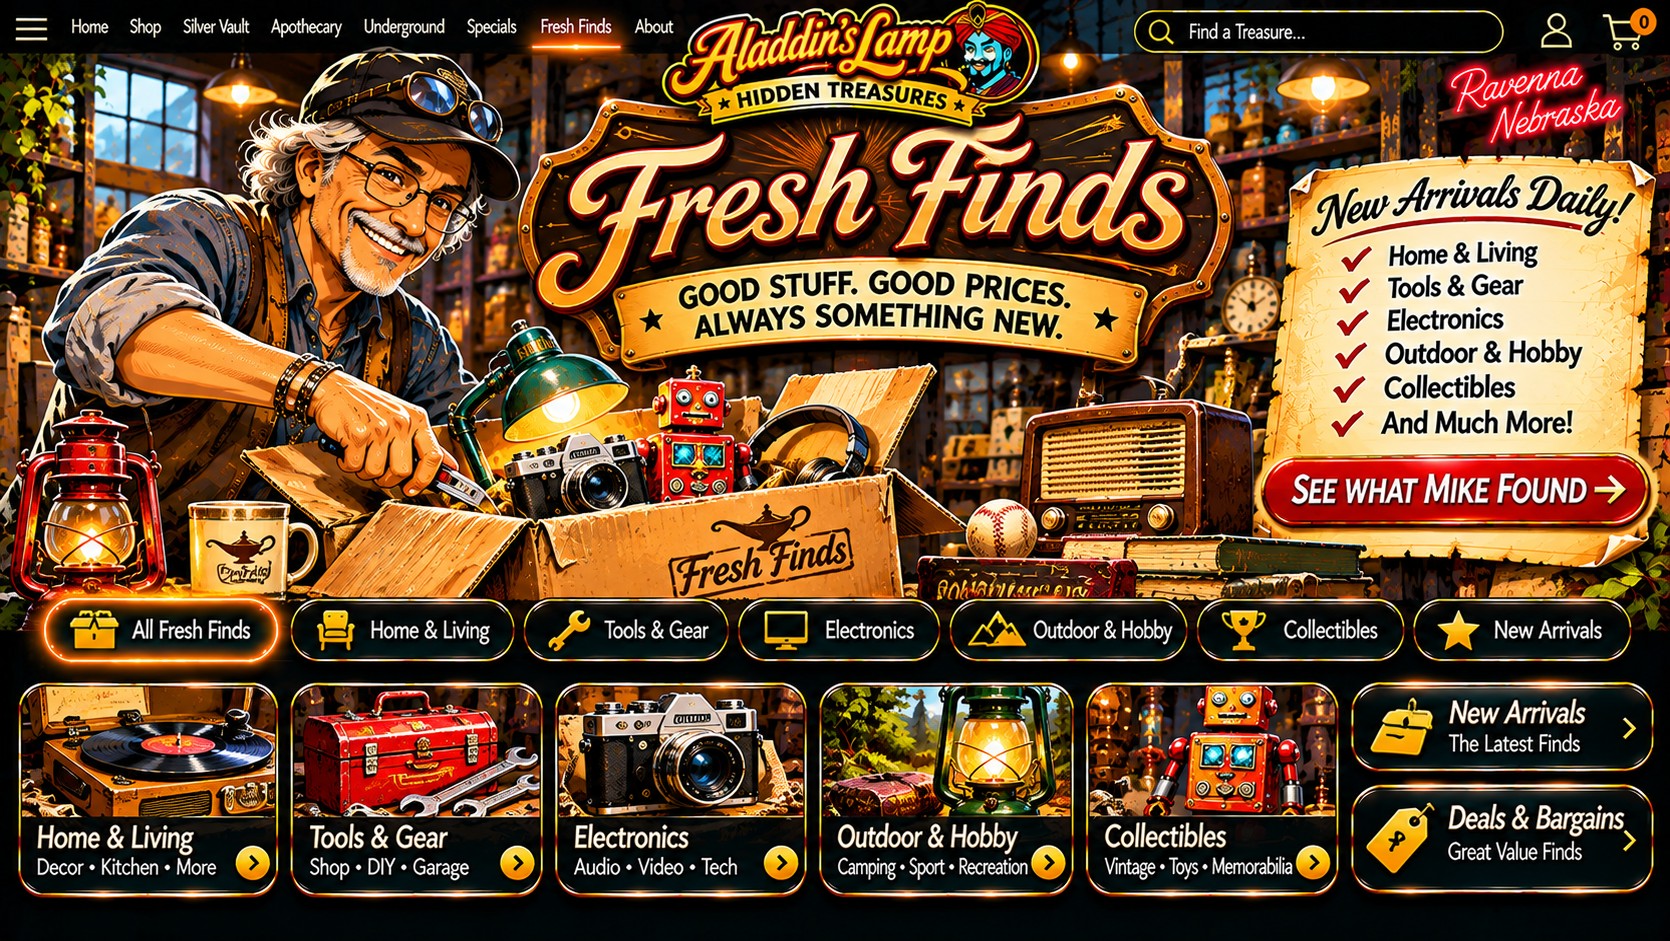 Home Shop Silver Vault Apothecary Underground Specials Fresh Finds About
Aladdin's Lamp
HIDDEN TREASURES
Find a Treasure...
0
Ravenna
Nebraska
Fresh Finds
GOOD STUFF. GOOD PRICES.
ALWAYS SOMETHING NEW.
New Arrivals Daily!
Home & Living
Tools & Gear
Electronics
Outdoor & Hobby
Collectibles
And Much More!
SEE WHAT MIKE FOUND
Fresh Finds
All Fresh Finds
Home & Living
Tools & Gear
Electronics
Outdoor & Hobby
Collectibles
New Arrivals
Home & Living
Decor • Kitchen • More
Tools & Gear
Shop • DIY • Garage
Electronics
Audio • Video • Tech
Outdoor & Hobby
Camping • Sport • Recreation
Collectibles
Vintage • Toys • Memorabilia
New Arrivals
The Latest Finds
Deals & Bargains
Great Value Finds